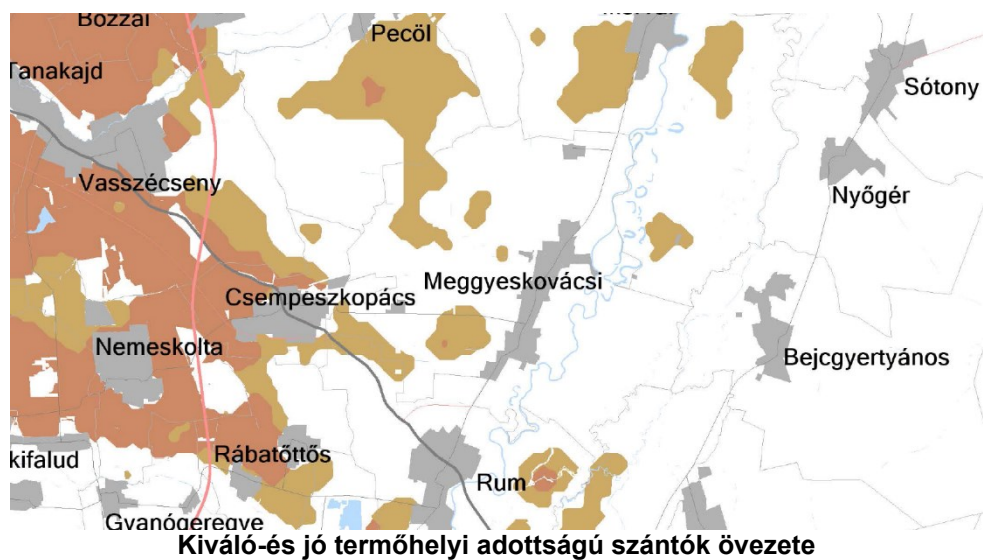 Bozzai
Pecöl
Tanakajd
Sótony
Vasszécseny
Nyőgér
Meggyeskovácsi
Csempeszkopács
Nemeskolta
Bejcgyertyános
kifalud
Rábatöttös
Rum
Gyanógeregye
Kiváló-és jó termőhelyi adottságú szántók övezete